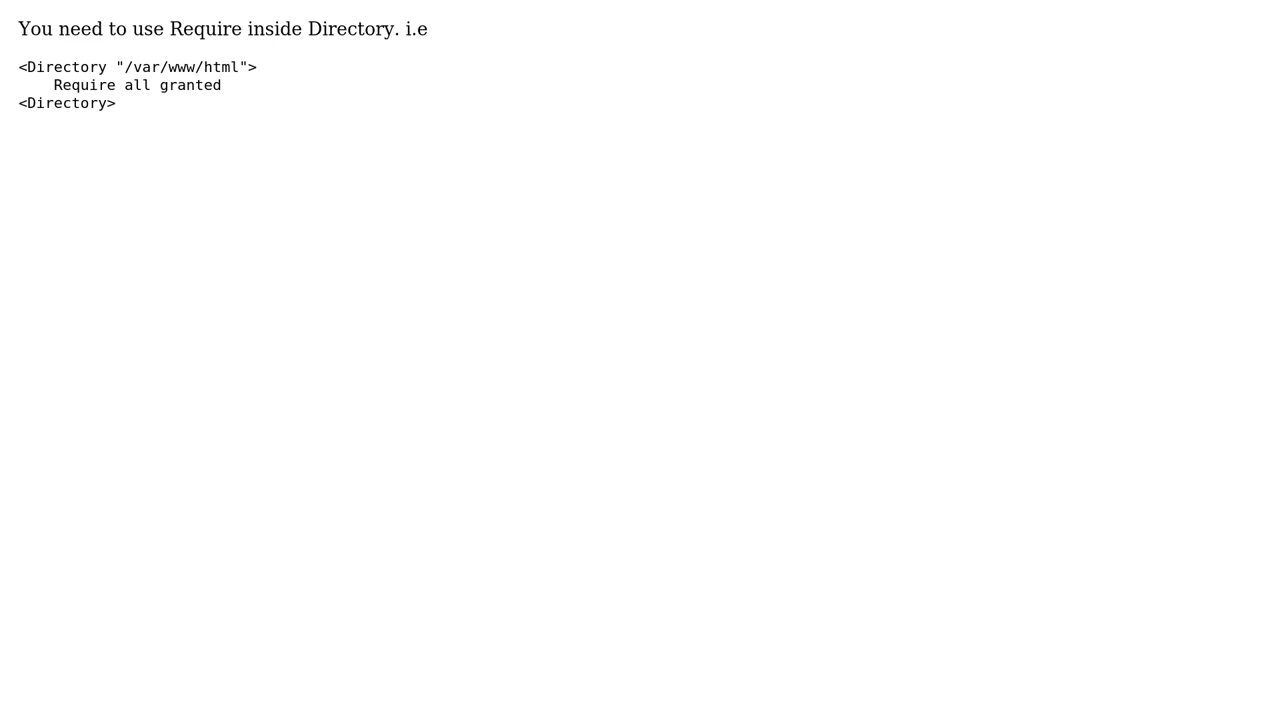 You need to use Require inside Directory. i.e
<Directory "/var/www/html">
    Require all granted
<Directory>